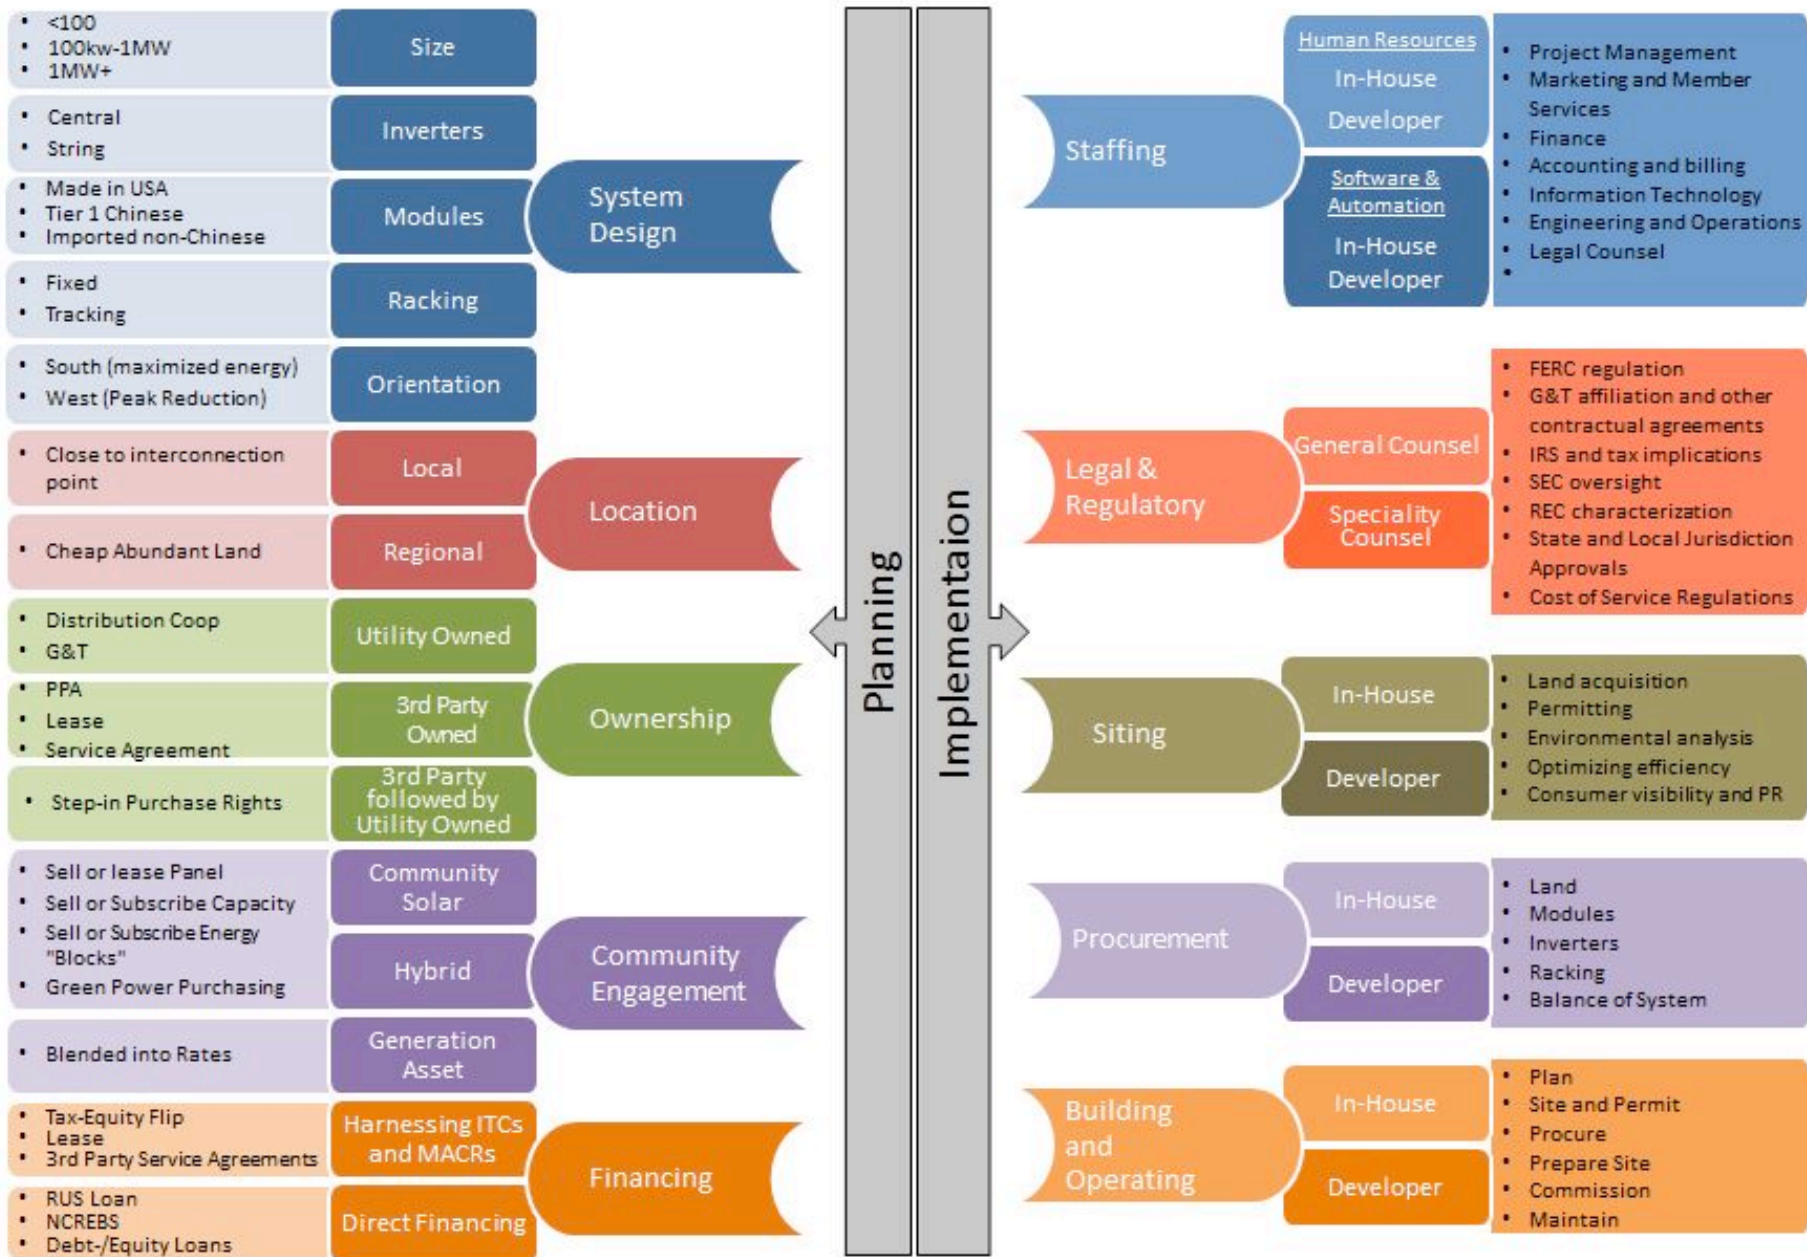 • <100
• 100kw-1MW
• 1MW+
Size
• Central
• String
Inverters
• Made in USA
• Tier 1 Chinese
• Imported non-Chinese
Modules
• Fixed
• Tracking
Racking
• South (maximized energy)
• West (Peak Reduction)
Orientation
System
Design
• Close to interconnection
point
Local
• Cheap Abundant Land
Regional
Location
• Distribution Coop
• G&T
Utility Owned
• PPA
• Lease
• Service Agreement
3rd Party
Owned
• Step-in Purchase Rights
3rd Party
followed by
Utility Owned
Ownership
• Sell or lease Panel
• Sell or Subscribe Capacity
• Sell or Subscribe Energy
"Blocks"
• Green Power Purchasing
Community
Solar
Hybrid
• Blended into Rates
Generation
Asset
Community
Engagement
• Tax-Equity Flip
• Lease
• 3rd Party Service Agreements
Harnessing ITCs
and MACRs
• RUS Loan
• NCREBS
• Debt-/Equity Loans
Direct Financing
Financing
Planning
Implementaion
Staffing
Human Resources
In-House
Developer
Software &
Automation
In-House
Developer
• Project Management
• Marketing and Member
Services
• Finance
• Accounting and billing
• Information Technology
• Engineering and Operations
• Legal Counsel
•
Legal &
Regulatory
General Counsel
Speciality
Counsel
• FERC regulation
• G&T affiliation and other
contractual agreements
• IRS and tax implications
• SEC oversight
• REC characterization
• State and Local Jurisdiction
Approvals
• Cost of Service Regulations
Siting
In-House
Developer
• Land acquisition
• Permitting
• Environmental analysis
• Optimizing efficiency
• Consumer visibility and PR
Procurement
In-House
Developer
• Land
• Modules
• Inverters
• Racking
• Balance of System
Building
and
Operating
In-House
Developer
• Plan
• Site and Permit
• Procure
• Prepare Site
• Commission
• Maintain